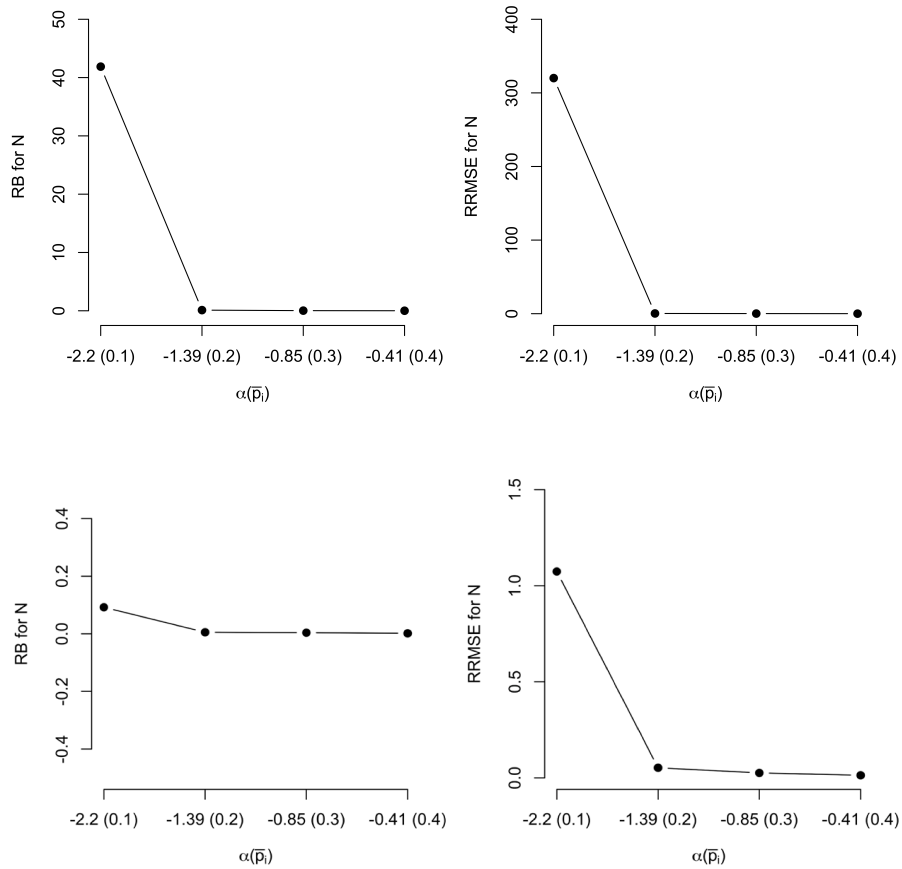 RB for N
50
40
30
20
10
0
-2.2 (0.1) -1.39 (0.2) -0.85 (0.3) -0.41 (0.4)
α(p̅ᵢ)
RRMSE for N
400
300
200
100
0
-2.2 (0.1) -1.39 (0.2) -0.85 (0.3) -0.41 (0.4)
α(p̅ᵢ)
RB for N
0.4
0.2
0.0
-0.2
-0.4
-2.2 (0.1) -1.39 (0.2) -0.85 (0.3) -0.41 (0.4)
α(p̅ᵢ)
RRMSE for N
1.5
1.0
0.5
0.0
-2.2 (0.1) -1.39 (0.2) -0.85 (0.3) -0.41 (0.4)
α(p̅ᵢ)